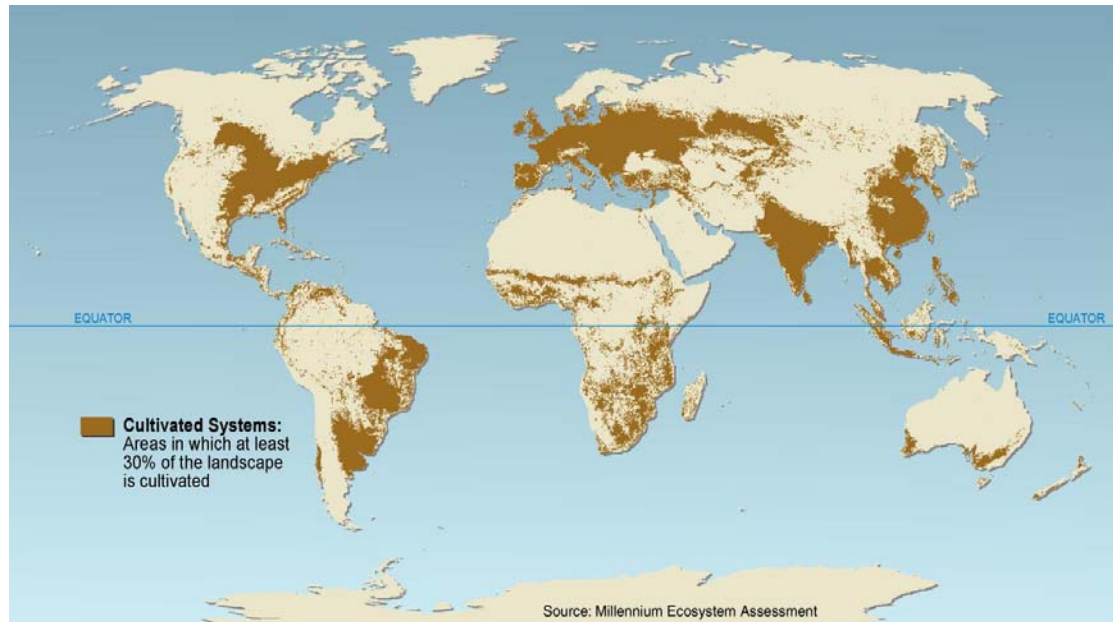 EQUATOR
EQUATOR
Cultivated Systems:
Areas in which at least
30% of the landscape
is cultivated
Source: Millennium Ecosystem Assessment